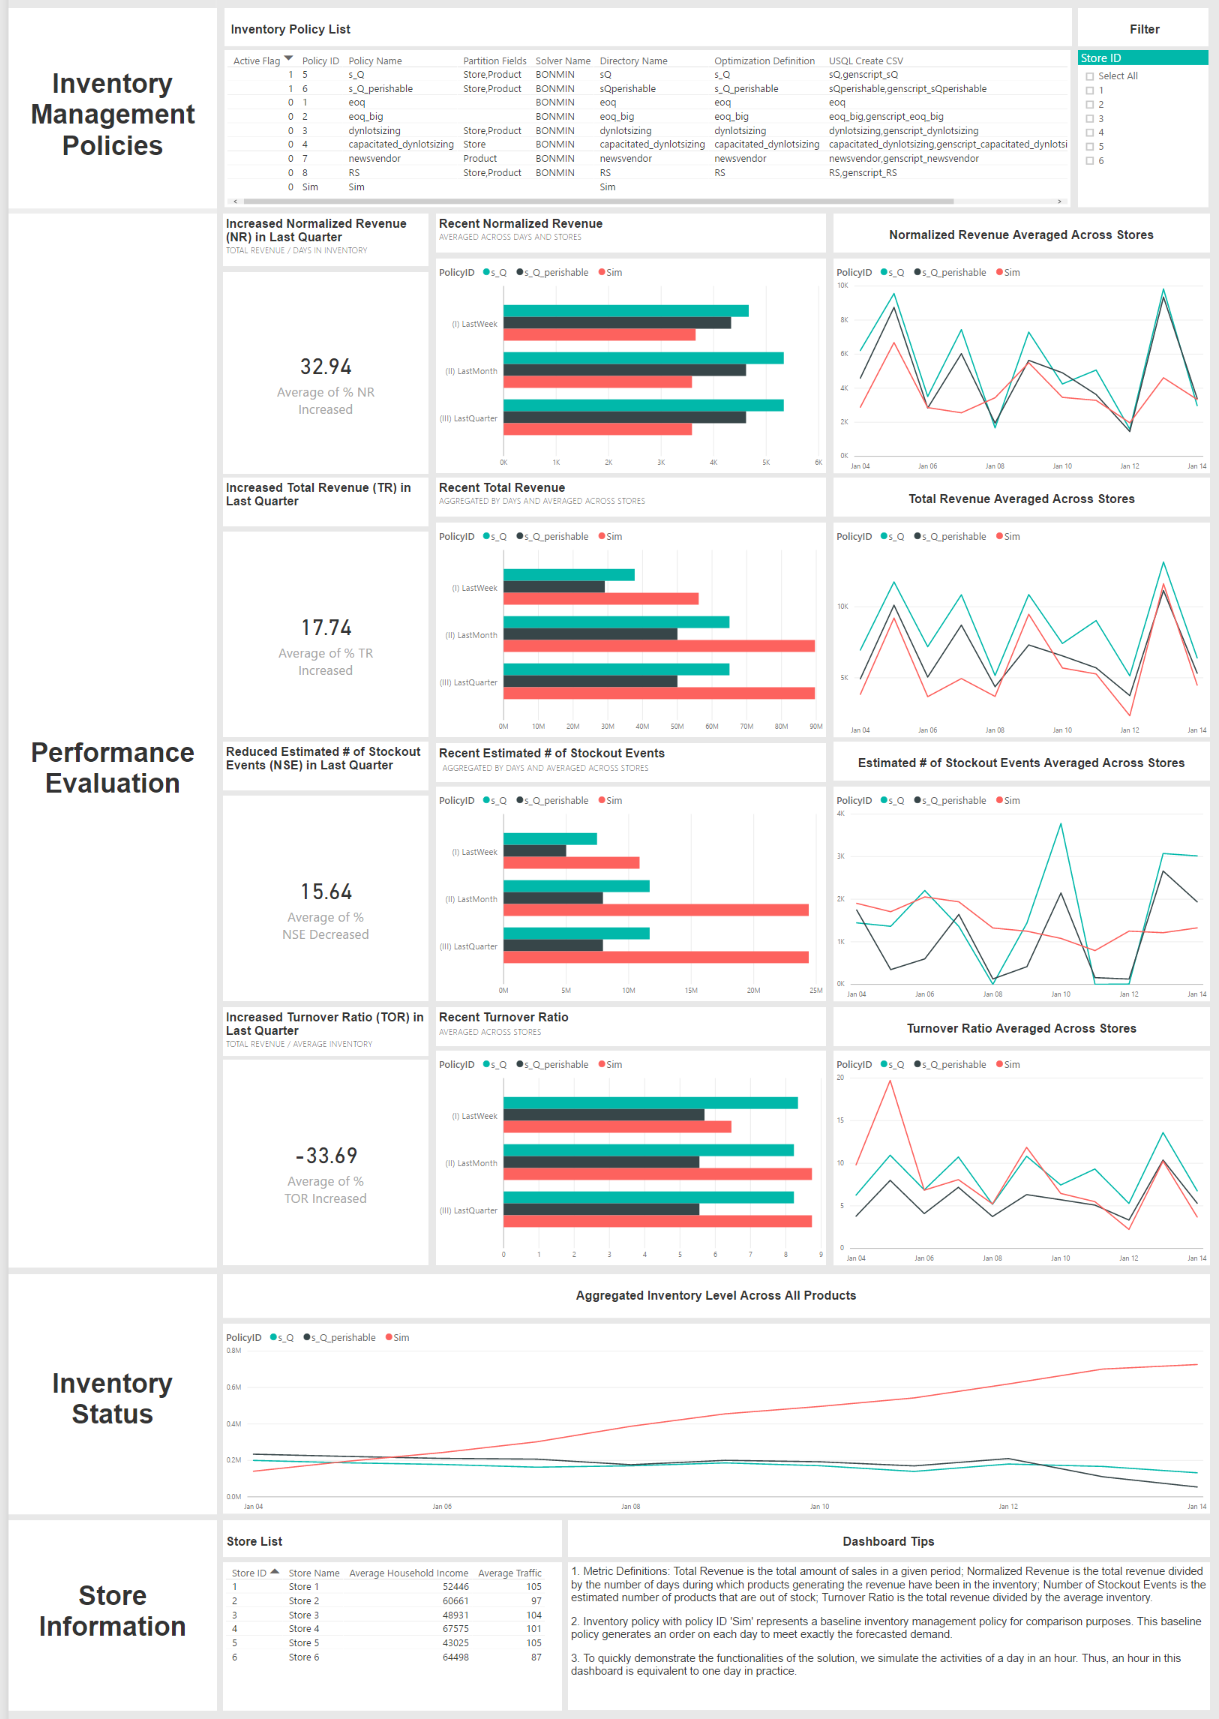 Inventory Management Policies
Inventory Policy List
Filter
Active Flag Policy ID Policy Name Partition Fields Solver Name Directory Name Optimization Definition USQL Create CSV
1 5 s_Q Store,Product BONMIN sQ s_Q sQ,genscript_sQ
1 6 s_Q_perishable Store,Product BONMIN sQperishable s_Q_perishable sQperishable,genscript_sQperishable
0 1 eoq BONMIN eoq eoq eoq
0 2 eoq_big BONMIN eoq_big eoq_big eoq_big,genscript_eoq_big
0 3 dynlotsizing Store,Product BONMIN dynlotsizing dynlotsizing dynlotsizing,genscript_dynlotsizing
0 4 capacitated_dynlotsizing Store BONMIN capacitated_dynlotsizing capacitated_dynlotsizing capacitated_dynlotsizing,genscript_capacitated_dynlotsi
0 7 newsvendor Product BONMIN newsvendor newsvendor newsvendor,genscript_newsvendor
0 8 RS Store,Product BONMIN RS RS RS,genscript_RS
0 Sim Sim Sim
Store ID
Select All
1
2
3
4
5
6
Performance Evaluation
Increased Normalized Revenue
(NR) in Last Quarter
TOTAL REVENUE / DAYS IN INVENTORY
32.94
Average of % NR
Increased
Recent Normalized Revenue
AVERAGED ACROSS DAYS AND STORES
PolicyID s_Q s_Q_perishable Sim
(I) LastWeek
(II) LastMonth
(III) LastQuarter
0K 1K 2K 3K 4K 5K 6K
Normalized Revenue Averaged Across Stores
PolicyID s_Q s_Q_perishable Sim
10K
8K
6K
4K
2K
0K
Jan 04 Jan 06 Jan 08 Jan 10 Jan 12 Jan 14
Increased Total Revenue (TR) in
Last Quarter
17.74
Average of % TR
Increased
Recent Total Revenue
AGGREGATED BY DAYS AND AVERAGED ACROSS STORES
PolicyID s_Q s_Q_perishable Sim
(I) LastWeek
(II) LastMonth
(III) LastQuarter
0M 10M 20M 30M 40M 50M 60M 70M 80M 90M
Total Revenue Averaged Across Stores
PolicyID s_Q s_Q_perishable Sim
10K
5K
Jan 04 Jan 06 Jan 08 Jan 10 Jan 12 Jan 14
Reduced Estimated # of Stockout
Events (NSE) in Last Quarter
15.64
Average of %
NSE Decreased
Recent Estimated # of Stockout Events
AGGREGATED BY DAYS AND AVERAGED ACROSS STORES
PolicyID s_Q s_Q_perishable Sim
(I) LastWeek
(II) LastMonth
(III) LastQuarter
0M 5M 10M 15M 20M 25M
Estimated # of Stockout Events Averaged Across Stores
PolicyID s_Q s_Q_perishable Sim
4K
3K
2K
1K
0K
Jan 04 Jan 06 Jan 08 Jan 10 Jan 12 Jan 14
Increased Turnover Ratio (TOR) in
Last Quarter
TOTAL REVENUE / AVERAGE INVENTORY
-33.69
Average of %
TOR Increased
Recent Turnover Ratio
AVERAGED ACROSS STORES
PolicyID s_Q s_Q_perishable Sim
(I) LastWeek
(II) LastMonth
(III) LastQuarter
0 1 2 3 4 5 6 7 8 9
Turnover Ratio Averaged Across Stores
PolicyID s_Q s_Q_perishable Sim
20
15
10
5
0
Jan 04 Jan 06 Jan 08 Jan 10 Jan 12 Jan 14
Inventory Status
Aggregated Inventory Level Across All Products
PolicyID s_Q s_Q_perishable Sim
0.8M
0.6M
0.4M
0.2M
0.0M
Jan 04 Jan 06 Jan 08 Jan 10 Jan 12 Jan 14
Store Information
Store List
Store ID Store Name Average Household Income Average Traffic
1 Store 1 52446 105
2 Store 2 60661 97
3 Store 3 48931 104
4 Store 4 67575 101
5 Store 5 43025 105
6 Store 6 64498 87
Dashboard Tips
1. Metric Definitions: Total Revenue is the total amount of sales in a given period; Normalized Revenue is the total revenue divided
by the number of days during which products generating the revenue have been in the inventory; Number of Stockout Events is the
estimated number of products that are out of stock; Turnover Ratio is the total revenue divided by the average inventory.
2. Inventory policy with policy ID 'Sim' represents a baseline inventory management policy for comparison purposes. This baseline
policy generates an order on each day to meet exactly the forecasted demand.
3. To quickly demonstrate the functionalities of the solution, we simulate the activities of a day in an hour. Thus, an hour in this
dashboard is equivalent to one day in practice.